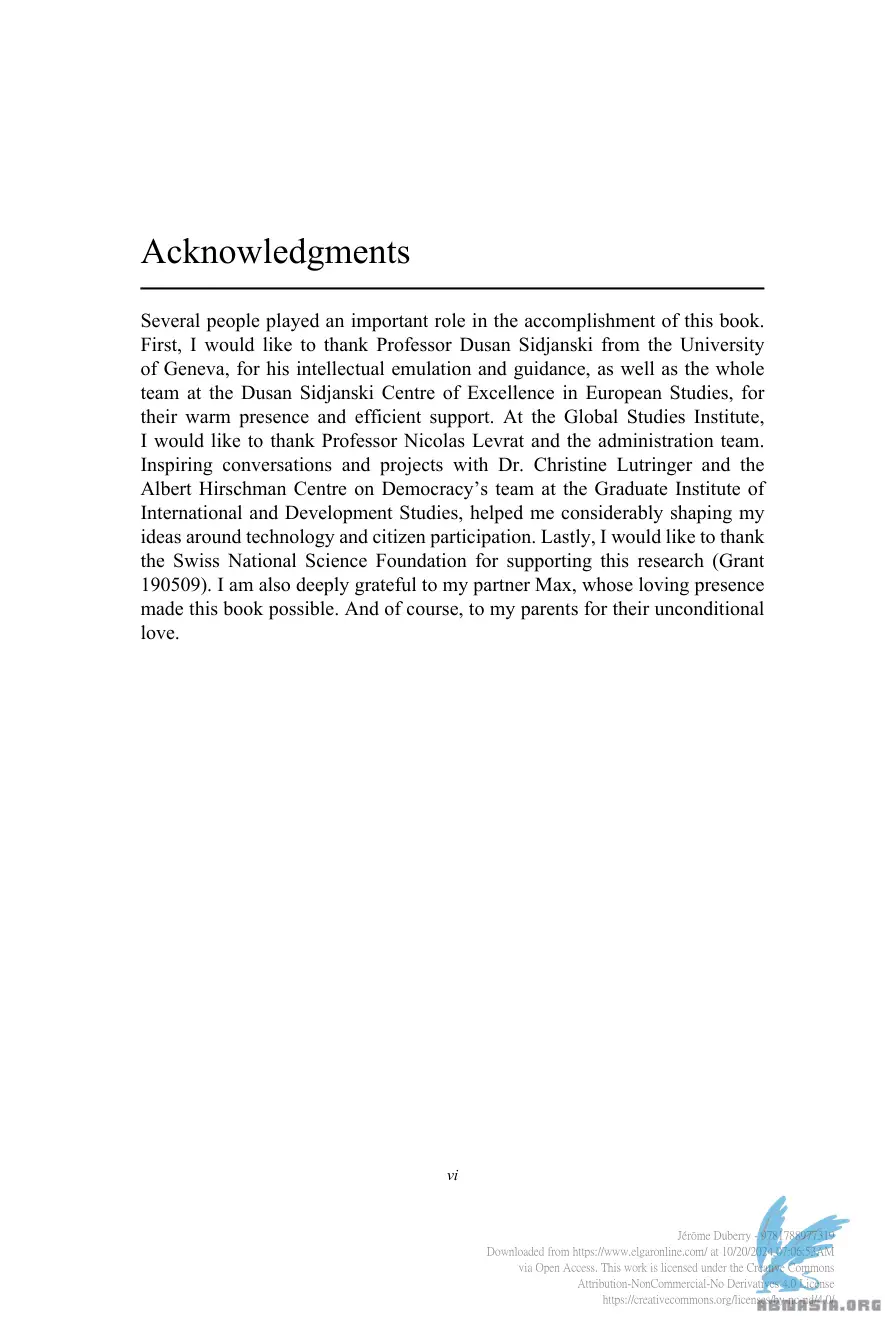 Acknowledgments
Several people played an important role in the accomplishment of this book.
First, I would like to thank Professor Dusan Sidjanski from the University
of Geneva, for his intellectual emulation and guidance, as well as the whole
team at the Dusan Sidjanski Centre of Excellence in European Studies, for
their warm presence and efficient support. At the Global Studies Institute,
I would like to thank Professor Nicolas Levrat and the administration team.
Inspiring conversations and projects with Dr. Christine Lutringer and the
Albert Hirschman Centre on Democracy’s team at the Graduate Institute of
International and Development Studies, helped me considerably shaping my
ideas around technology and citizen participation. Lastly, I would like to thank
the Swiss National Science Foundation for supporting this research (Grant
190509). I am also deeply grateful to my partner Max, whose loving presence
made this book possible. And of course, to my parents for their unconditional
love.
vi
Jérôme Duberry - 9781788977319
Downloaded from https://www.elgaronline.com/ at 10/20/2024 07:06:53AM
via Open Access. This work is licensed under the Creative Commons
Attribution-NonCommercial-No Derivatives 4.0 License
https://creativecommons.org/licenses/by-nc-nd/4.0/
ABNASIA.ORG